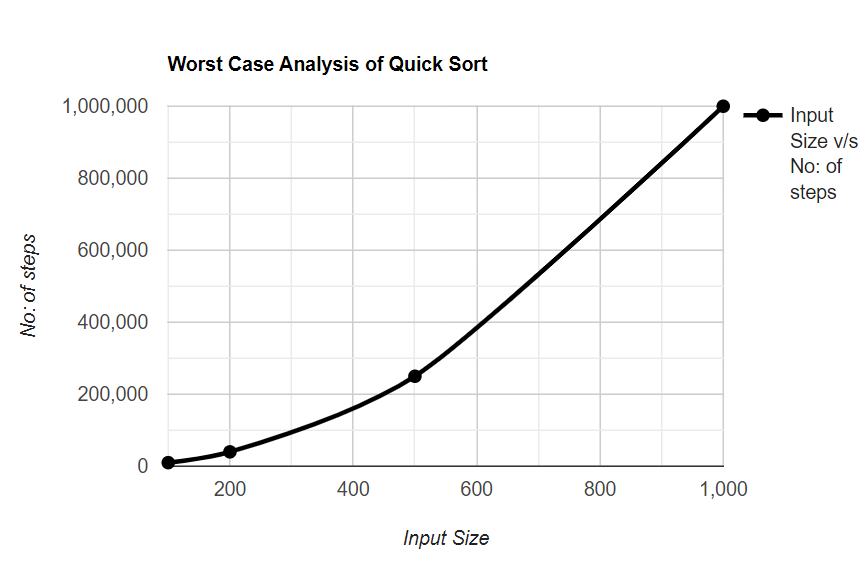 Worst Case Analysis of Quick Sort
1,000,000
800,000
600,000
400,000
200,000
0
No: of steps
200
400
600
800
1,000
Input Size
Input
Size v/s
No: of
steps